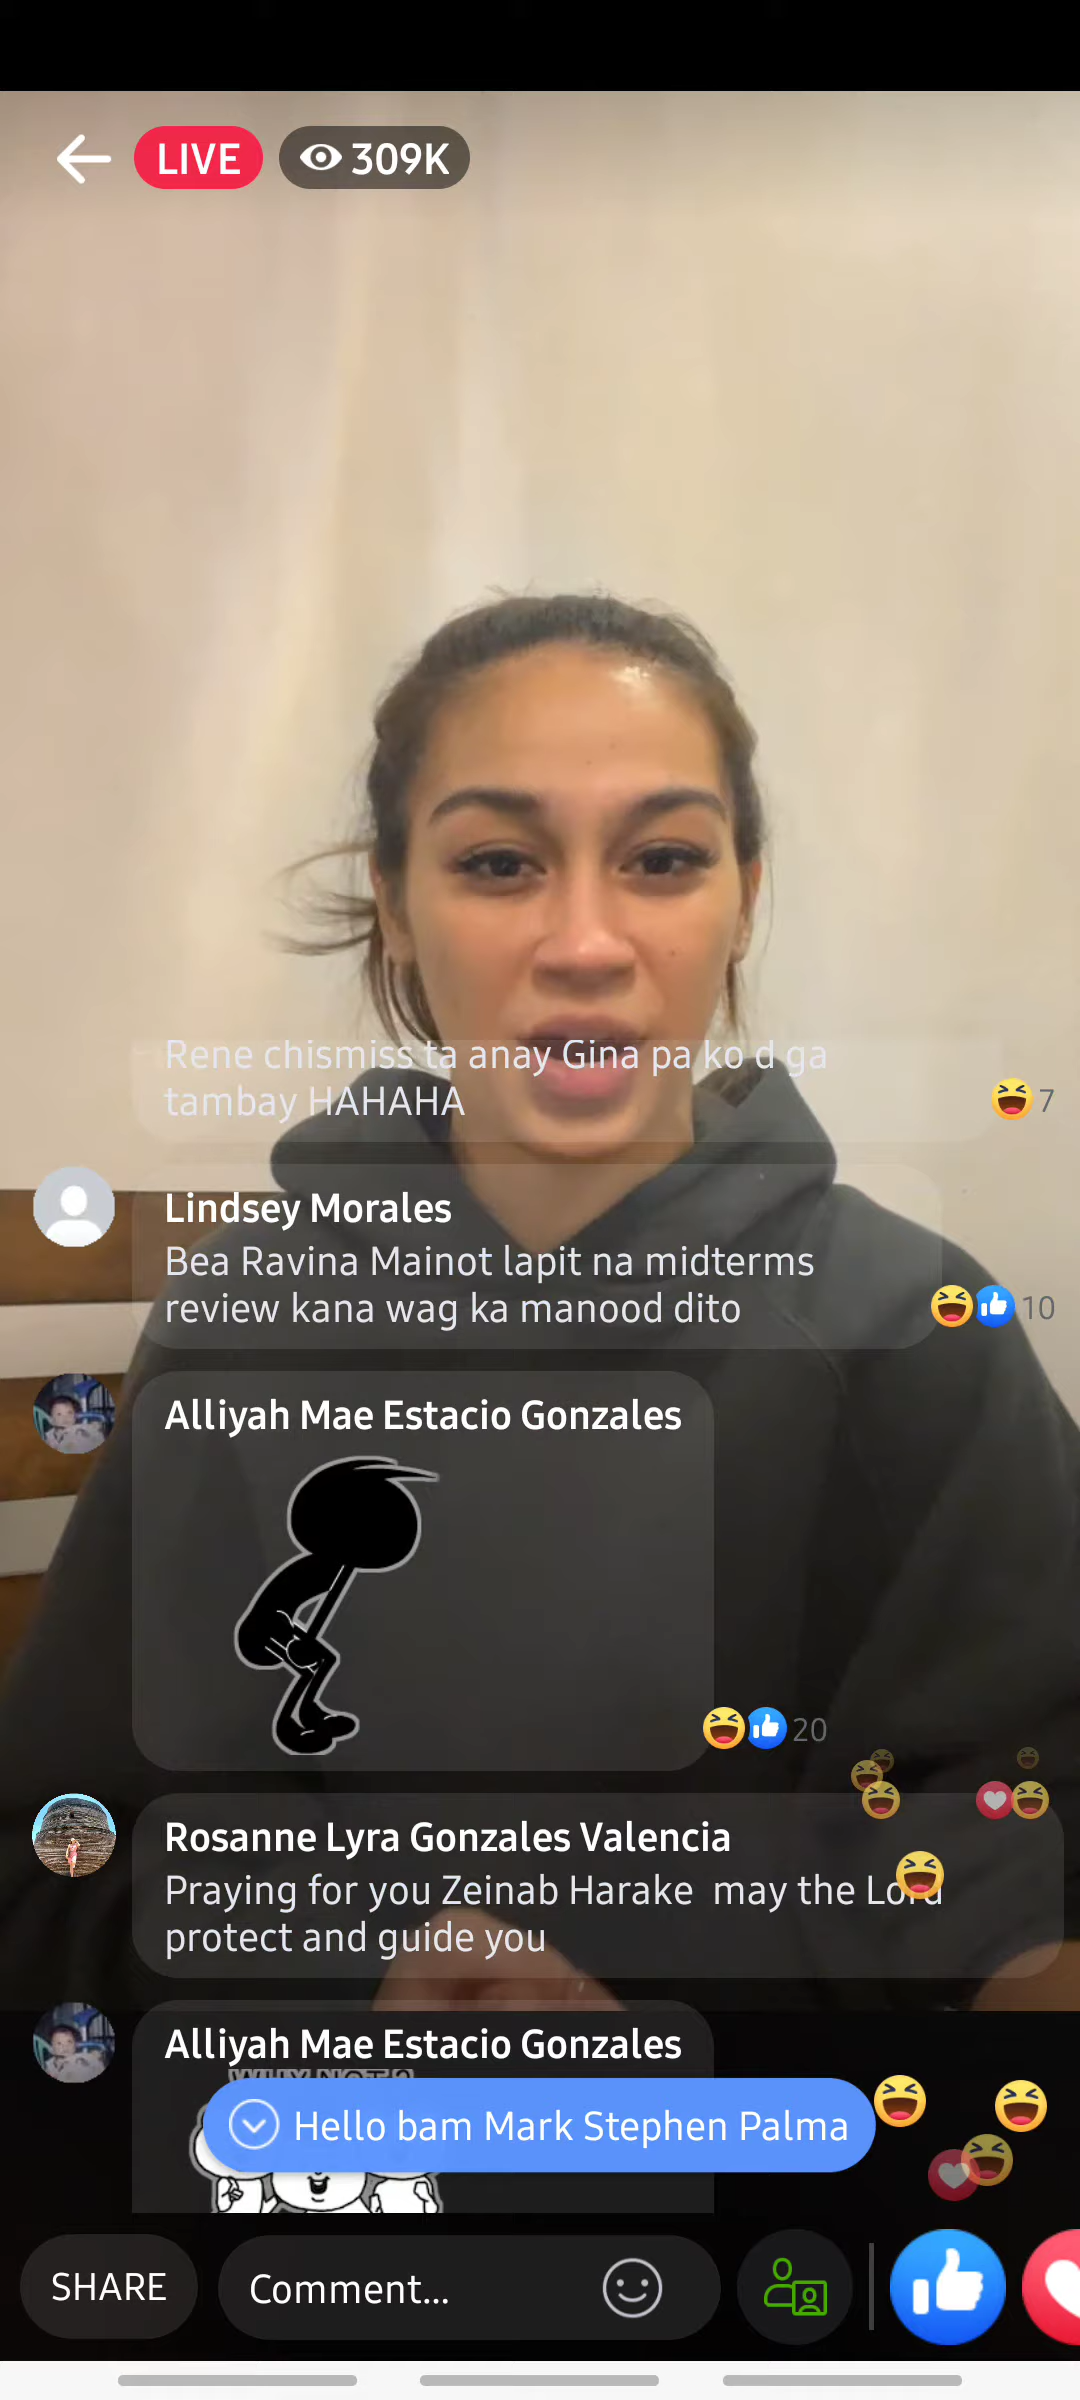 LIVE 309K
Rene chismiss ta anay Gina pa ko d ga
tambay HAHAHA
7
Lindsey Morales
Bea Ravina Mainot lapit na midterms
review kana wag ka manood dito
10
Alliyah Mae Estacio Gonzales
20
Rosanne Lyra Gonzales Valencia
Praying for you Zeinab Harake may the Lord
protect and guide you
Alliyah Mae Estacio Gonzales
WHY NOT?
Hello bam Mark Stephen Palma
SHARE
Comment...